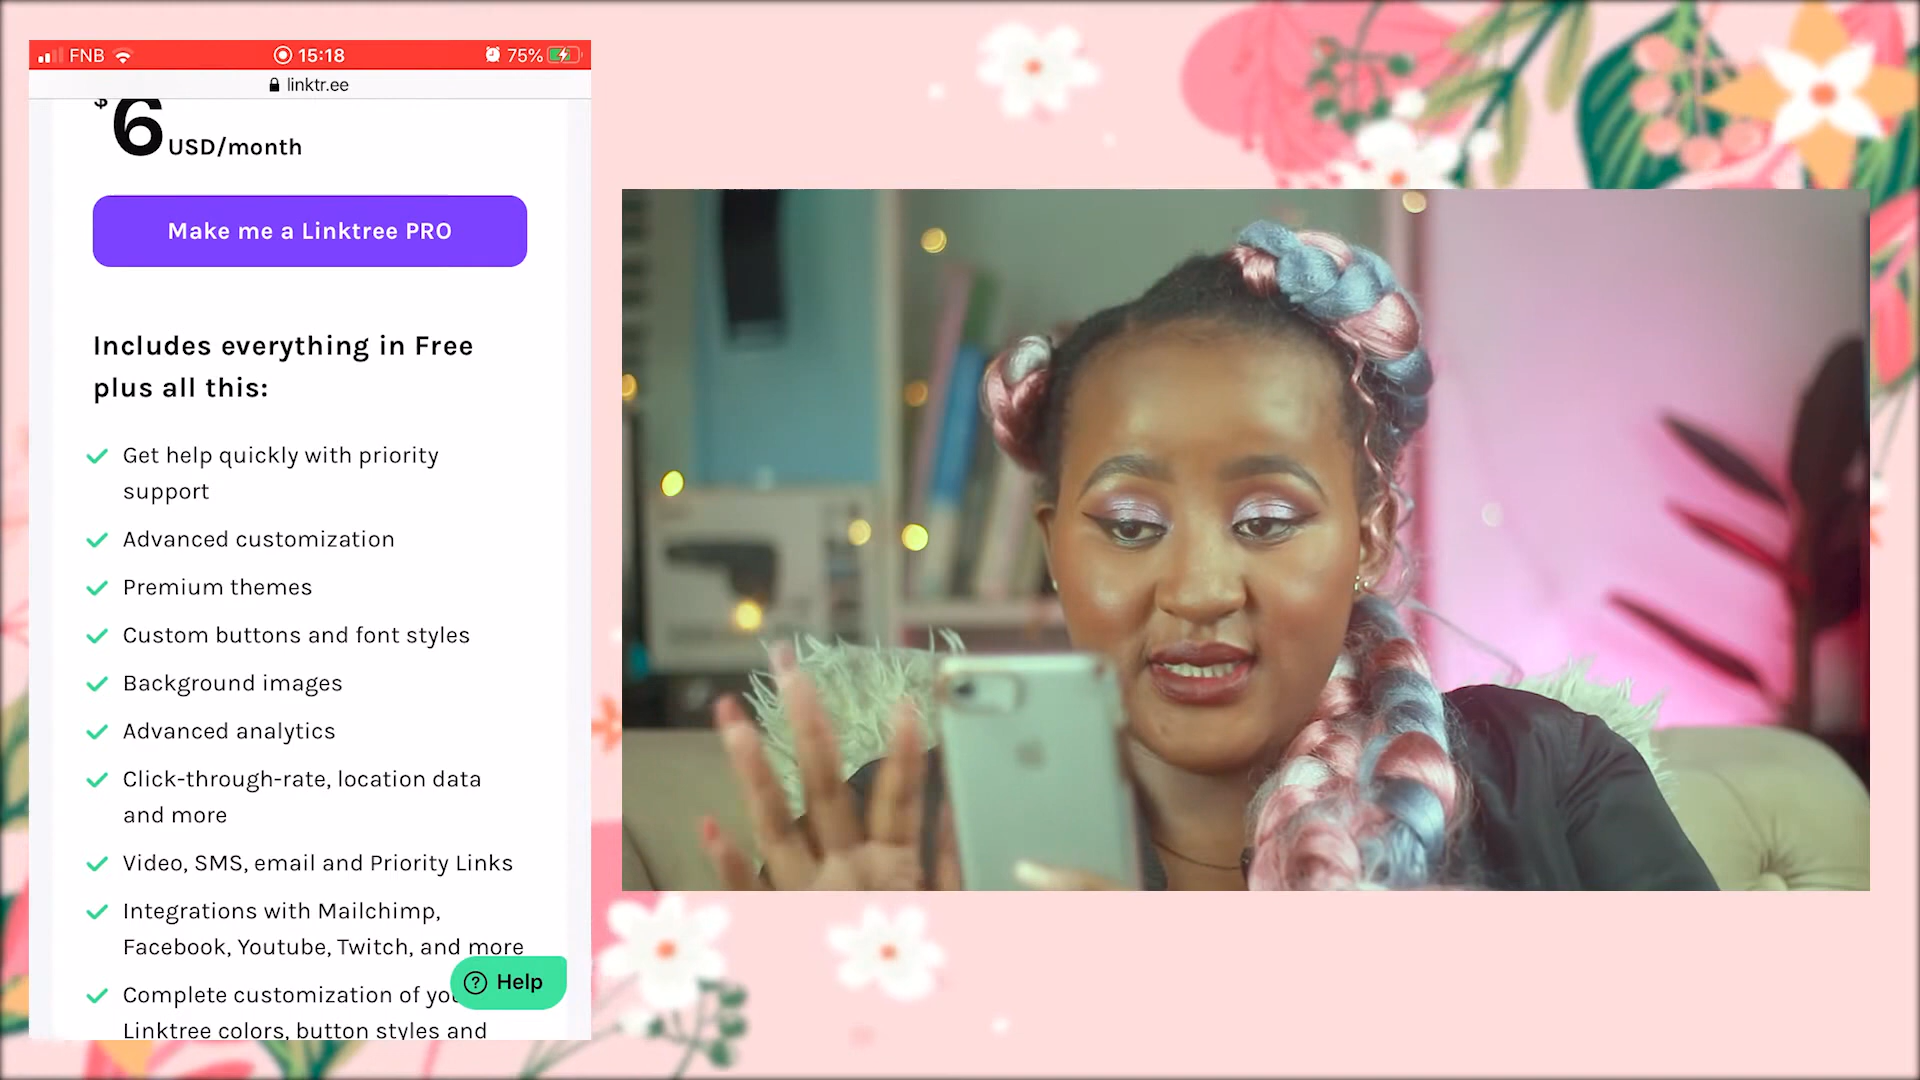 FNB 15:18 75%
linktr.ee
$6 USD/month
Make me a Linktree PRO
Includes everything in Free
plus all this:
Get help quickly with priority
support
Advanced customization
Premium themes
Custom buttons and font styles
Background images
Advanced analytics
Click-through-rate, location data
and more
Video, SMS, email and Priority Links
Integrations with Mailchimp,
Facebook, Youtube, Twitch, and more
Help
Complete customization of
Linktree colors, button styles and